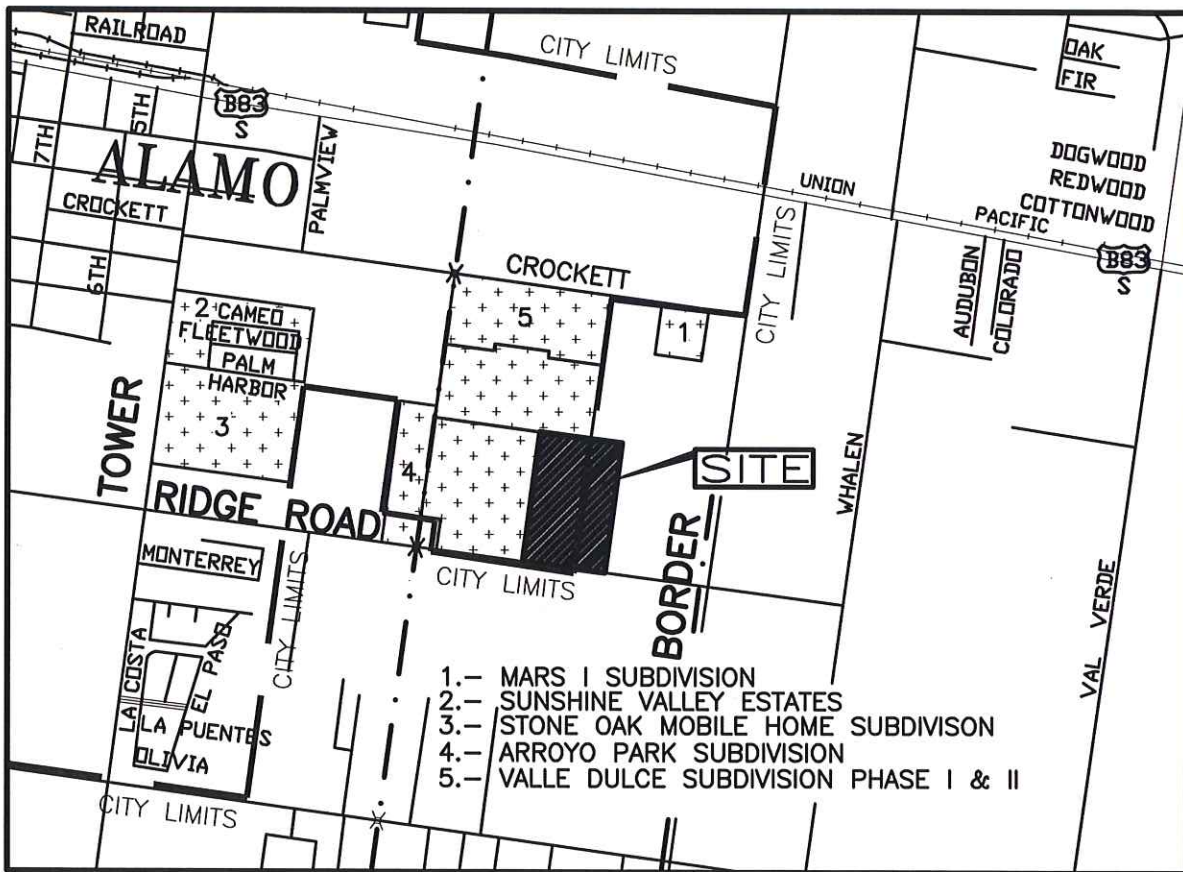 RAILROAD
CITY LIMITS
OAK
FIR
B83
S
7TH
5TH
ALAMO
PALMVIEW
DOGWOOD
REDWOOD
COTTONWOOD
UNION
PACIFIC
B83
S
CROCKETT
6TH
CROCKETT
CITY LIMITS
AUDUBON
COLORADO
2 CAMEO
FLEETWOOD
PALM
HARBOR
5
1
TOWER
3
4
SITE
WHALEN
RIDGE ROAD
CITY LIMITS
BORDER
MONTERREY
CITY LIMITS
LA COSTA
EL PASO
LA PUENTES
OLIVIA
VAL VERDE
1.– MARS I SUBDIVISION
2.– SUNSHINE VALLEY ESTATES
3.– STONE OAK MOBILE HOME SUBDIVISON
4.– ARROYO PARK SUBDIVISION
5.– VALLE DULCE SUBDIVISION PHASE I & II
CITY LIMITS